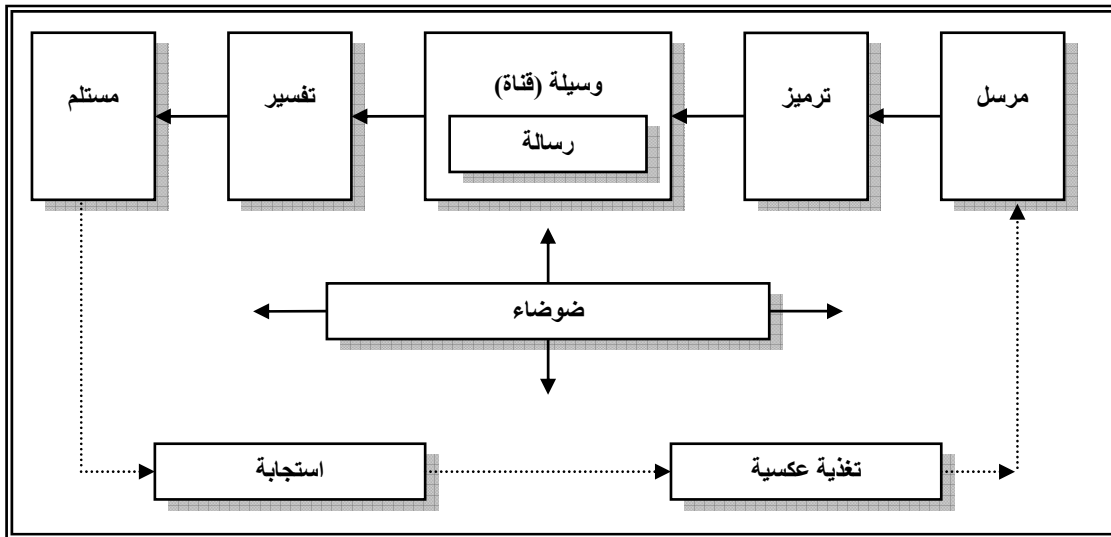 مرسل
ترميز
وسيلة (قناة)
رسالة
تفسير
مستلم
ضوضاء
استجابة
تغذية عكسية